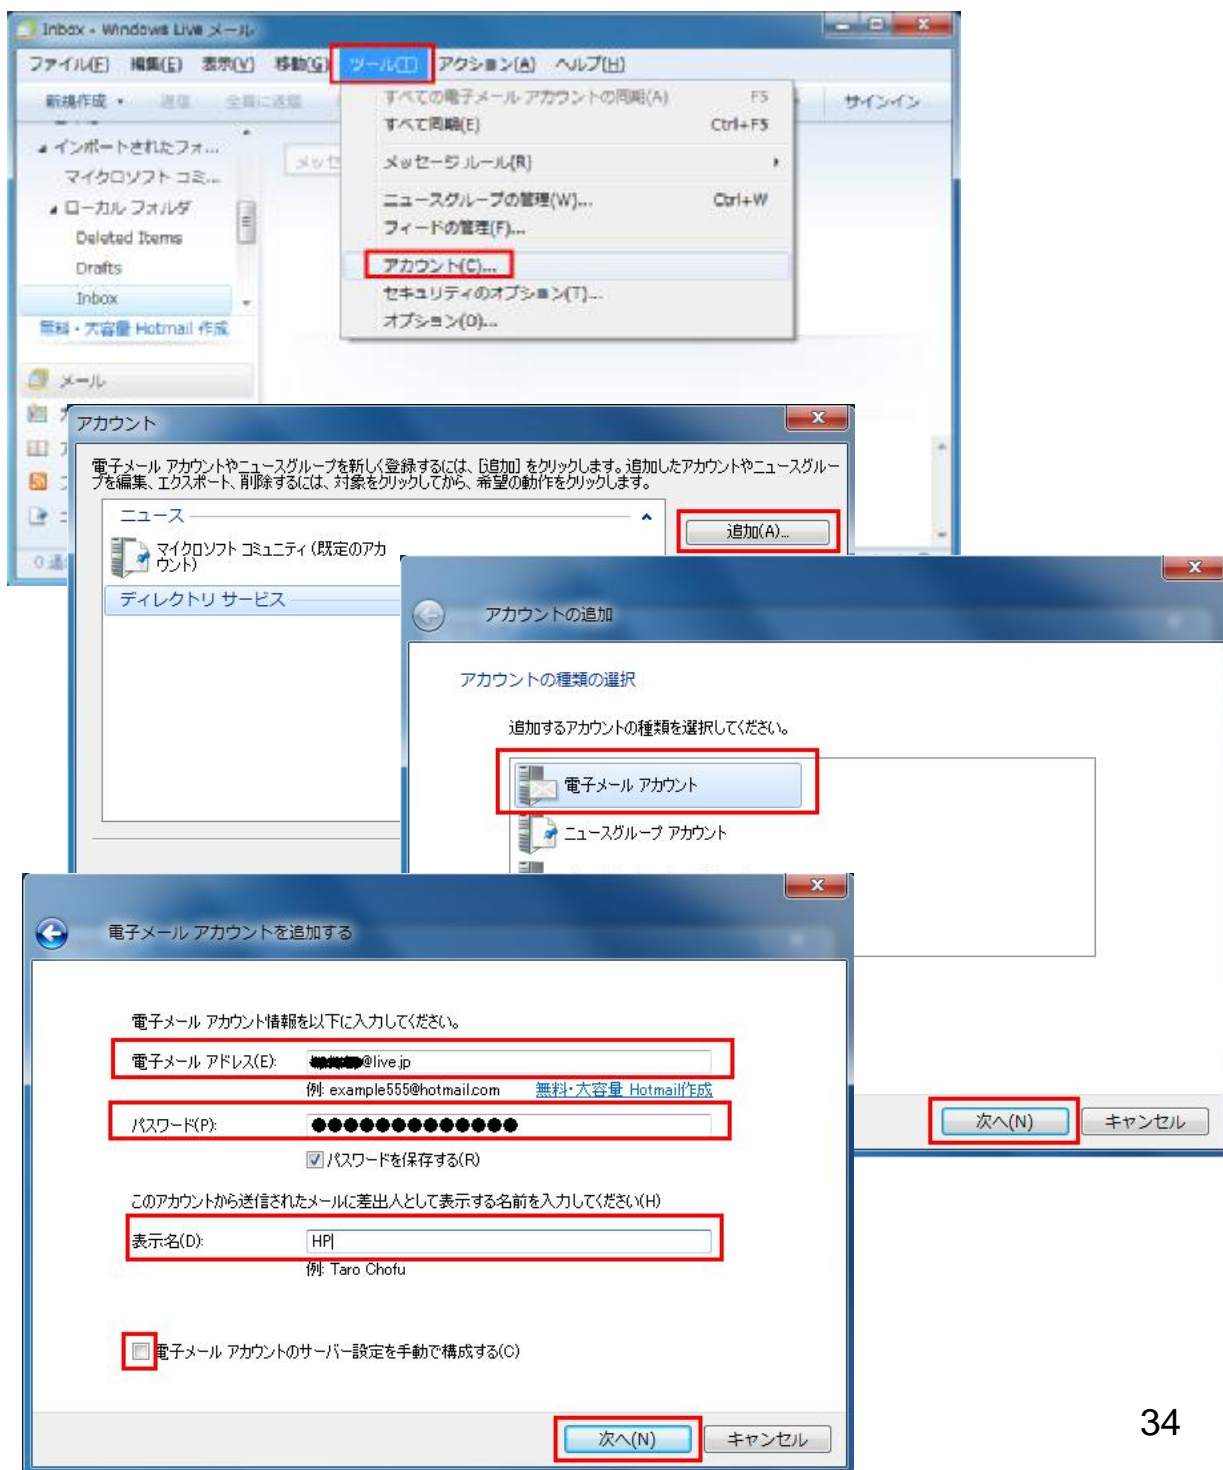 Inbox - Windows Live メール
ファイル(F) 編集(E) 表示(V) 移動(G) ツール(T) アクション(A) ヘルプ(H)
新規作成 返信 全員に返信 サインイン
すべての電子メール アカウントの同期(A) F5
すべて同期(E) Ctrl+F5
メッセージ ルール(R)
ニュースグループの管理(W)... Ctrl+W
フィードの管理(F)...
アカウント(C)...
セキュリティのオプション(T)...
オプション(O)...
インポートされたフォ...
マイクロソフト コミ...
ローカル フォルダ
Deleted Items
Drafts
Inbox
無料・大容量 Hotmail 作成
メール
アカウント
電子メール アカウントやニュースグループを新しく登録するには、[追加] をクリックします。追加したアカウントやニュースグルー
プを編集、エクスポート、削除するには、対象をクリックしてから、希望の動作をクリックします。
ニュース
追加(A)...
マイクロソフト コミュニティ (既定のアカ
ウント)
ディレクトリ サービス
アカウントの追加
アカウントの種類の選択
追加するアカウントの種類を選択してください。
電子メール アカウント
ニュースグループ アカウント
次へ(N) キャンセル
電子メール アカウントを追加する
電子メール アカウント情報を以下に入力してください。
電子メール アドレス(E): @live.jp
例: example555@hotmail.com 無料・大容量 Hotmail作成
パスワード(P): ●●●●●●●●●●●●●
パスワードを保存する(R)
このアカウントから送信されたメールに差出人として表示する名前を入力してください(H)
表示名(D): HP
例: Taro Chofu
電子メール アカウントのサーバー設定を手動で構成する(C)
次へ(N) キャンセル
34